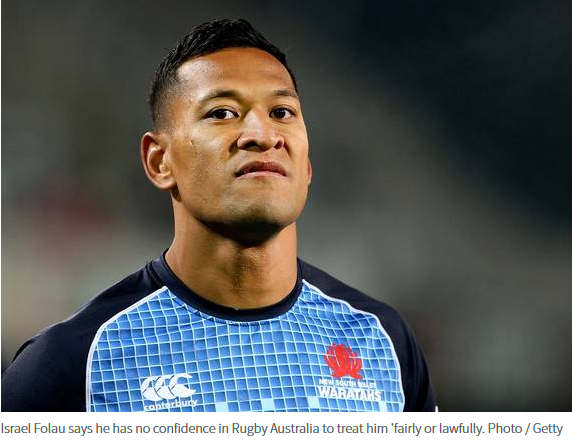 Canterbury
NEW SOUTH WALES
WARATAHS
Israel Folau says he has no confidence in Rugby Australia to treat him 'fairly or lawfully. Photo / Getty